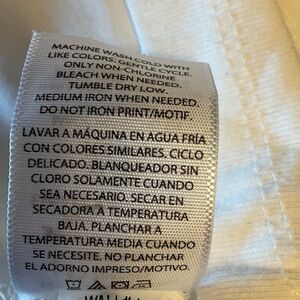 MACHINE WASH COLD WITH
LIKE COLORS. GENTLE CYCLE.
ONLY NON-CHLORINE
BLEACH WHEN NEEDED.
TUMBLE DRY LOW.
MEDIUM IRON WHEN NEEDED.
DO NOT IRON PRINT/MOTIF.
LAVAR A MÁQUINA EN AGUA FRÍA
CON COLORES SIMILARES. CICLO
DELICADO. BLANQUEADOR SIN
CLORO SOLAMENTE CUANDO
SEA NECESARIO. SECAR EN
SECADORA A TEMPERATURA
BAJA. PLANCHAR A
TEMPERATURA MEDIA CUANDO
SE NECESITE. NO PLANCHAR
EL ADORNO IMPRESO/MOTIVO.